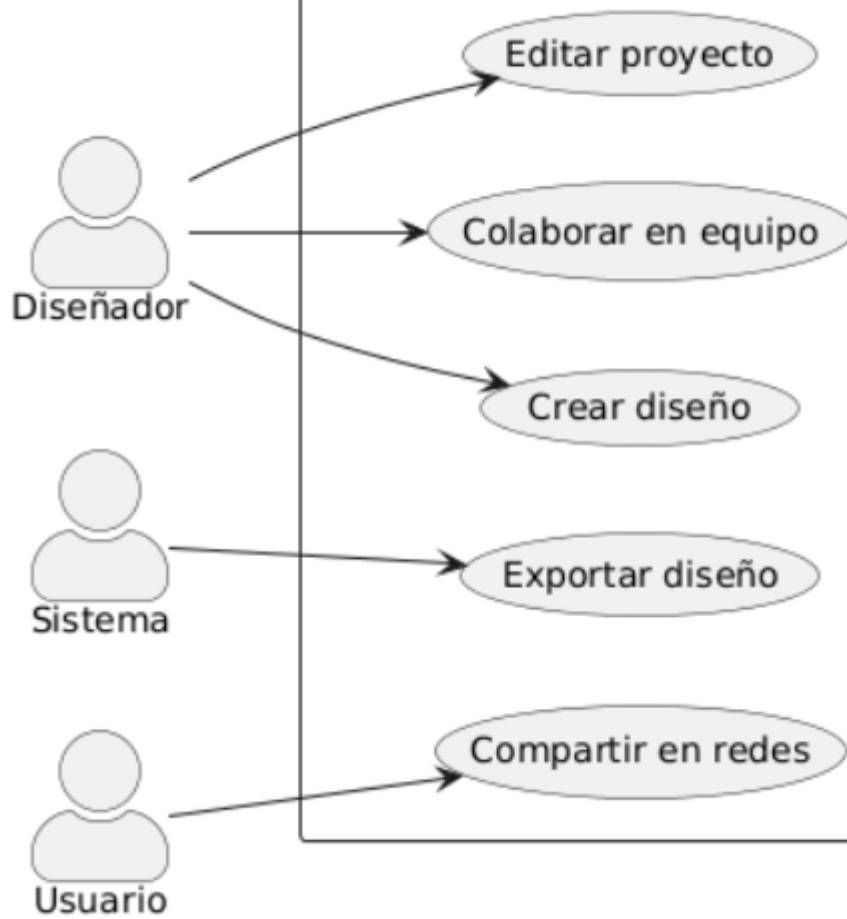 Editar proyecto
Colaborar en equipo
Diseñador
Crear diseño
Exportar diseño
Sistema
Compartir en redes
Usuario